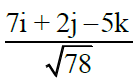 7i + 2j – 5k
√78